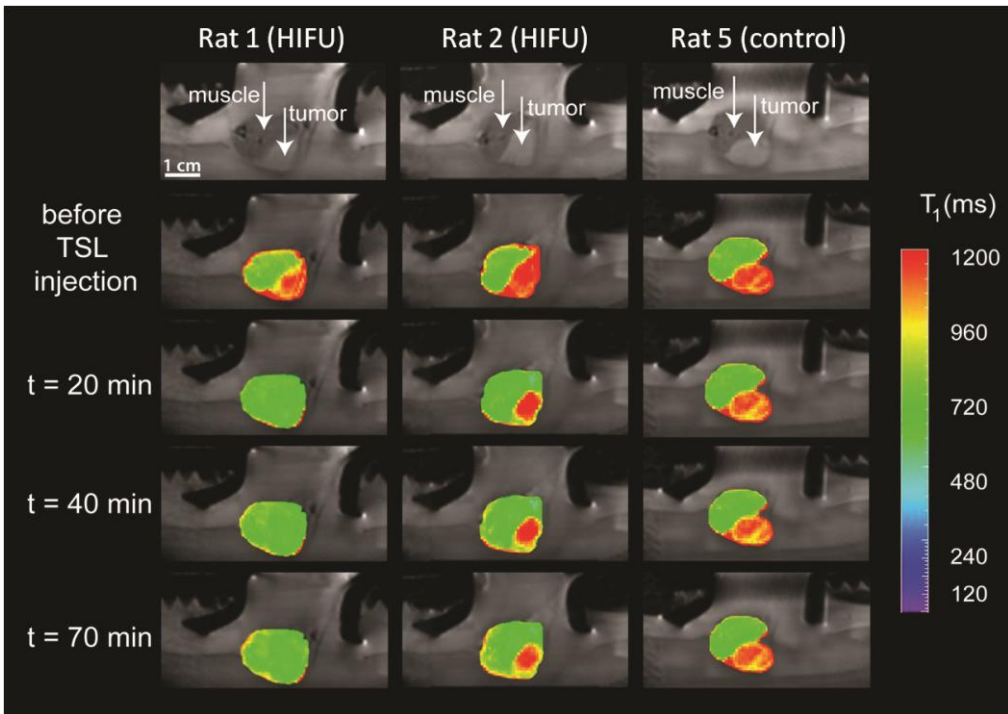 Rat 1 (HIFU) Rat 2 (HIFU) Rat 5 (control)
muscle tumor muscle tumor muscle tumor
1 cm
before
TSL
injection
T1 (ms)
1200
960
t = 20 min
720
480
t = 40 min
240
120
t = 70 min